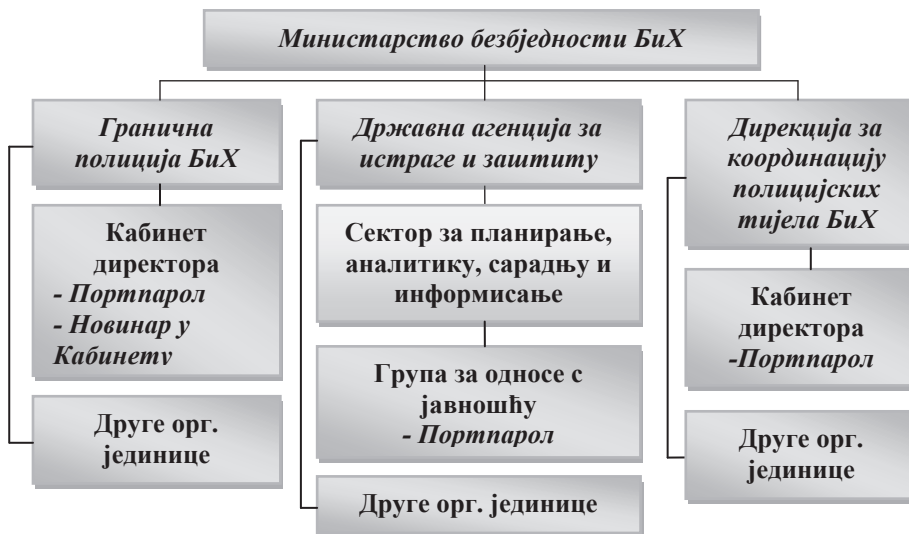 Министарство безбједности БиХ
Гранична
полиција БиХ
Кабинет
директора
- Портпарол
- Новинар у
Кабинету
Друге орг.
јединице
Државна агенција за
истраге и заштиту
Сектор за планирање,
аналитику, сарадњу и
информисање
Група за односе с
јавношћу
- Портпарол
Друге орг. јединице
Дирекција за
координацију
полицијских
тијела БиХ
Кабинет
директора
-Портпарол
Друге орг.
јединице